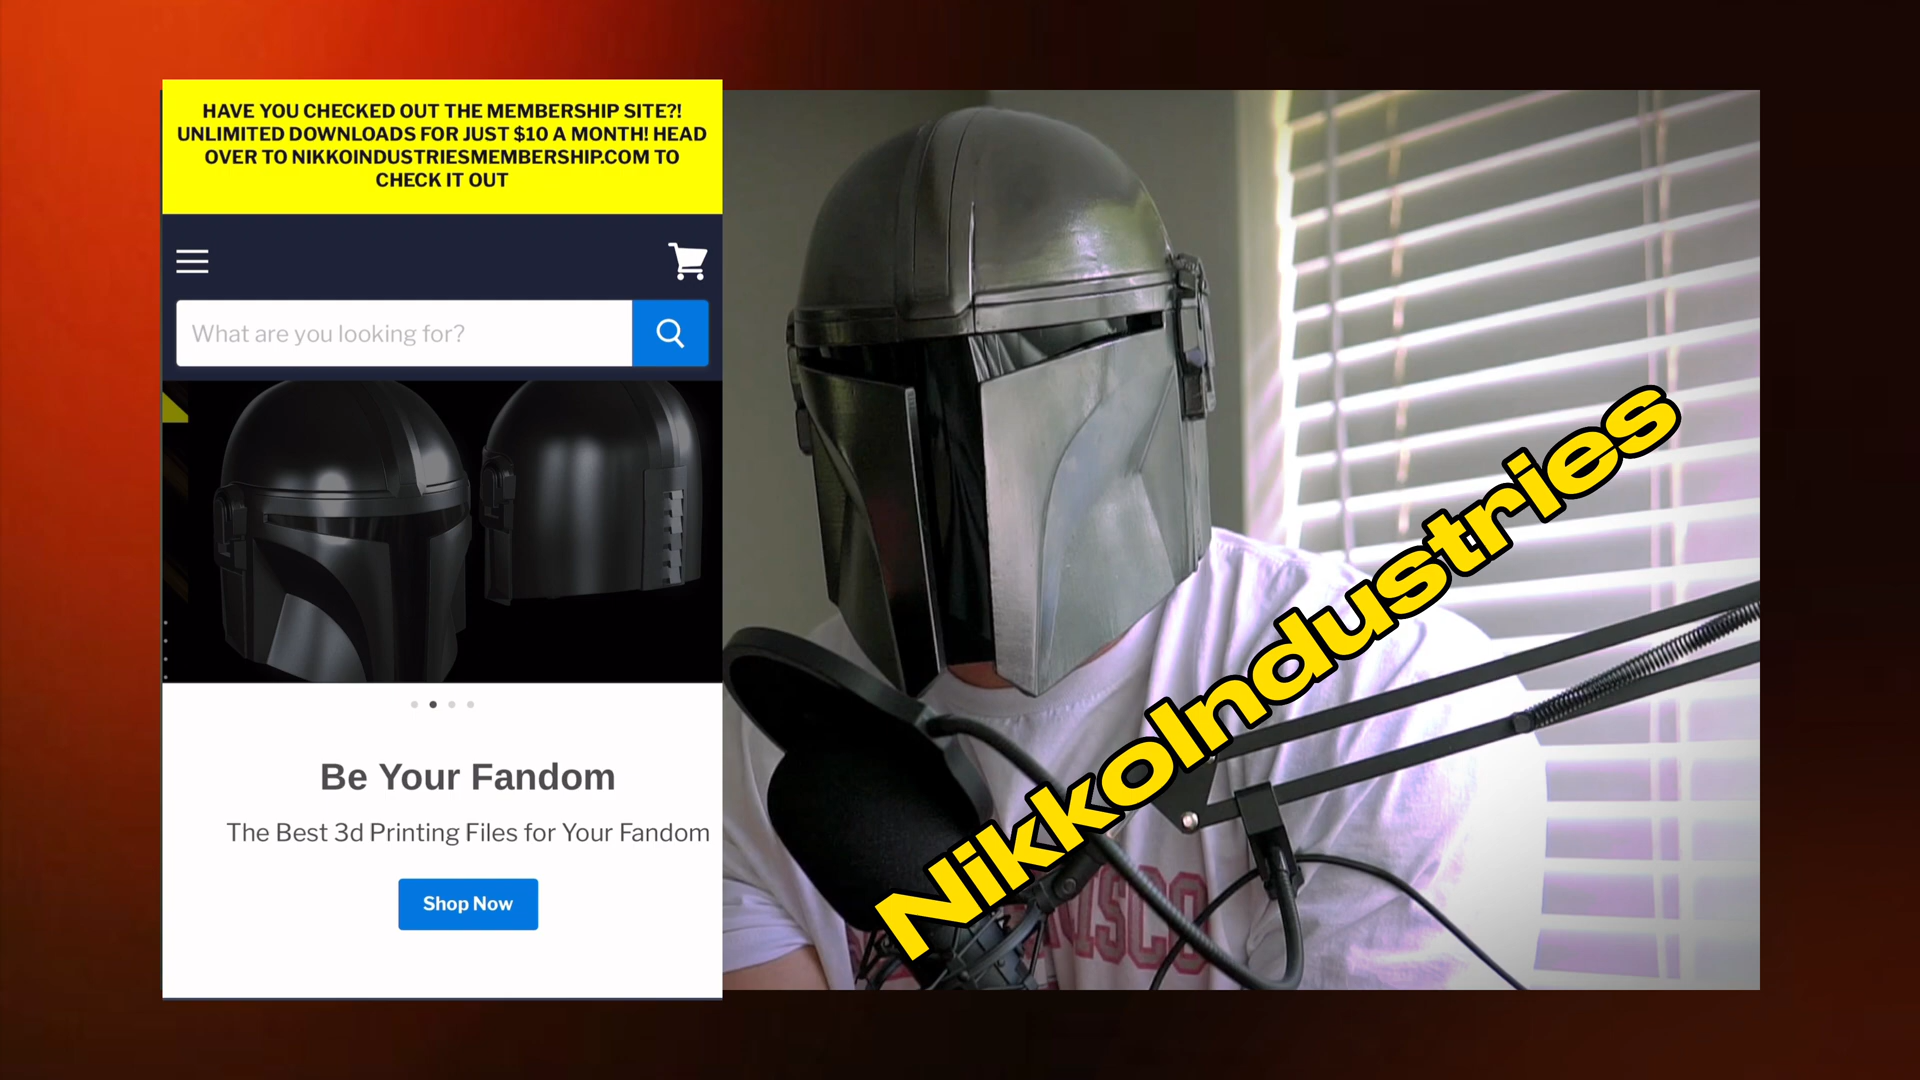 HAVE YOU CHECKED OUT THE MEMBERSHIP SITE?!
UNLIMITED DOWNLOADS FOR JUST $10 A MONTH! HEAD
OVER TO NIKKOINDUSTRIESMEMBERSHIP.COM TO
CHECK IT OUT
What are you looking for?
Be Your Fandom
The Best 3d Printing Files for Your Fandom
Shop Now
NikkoIndustries